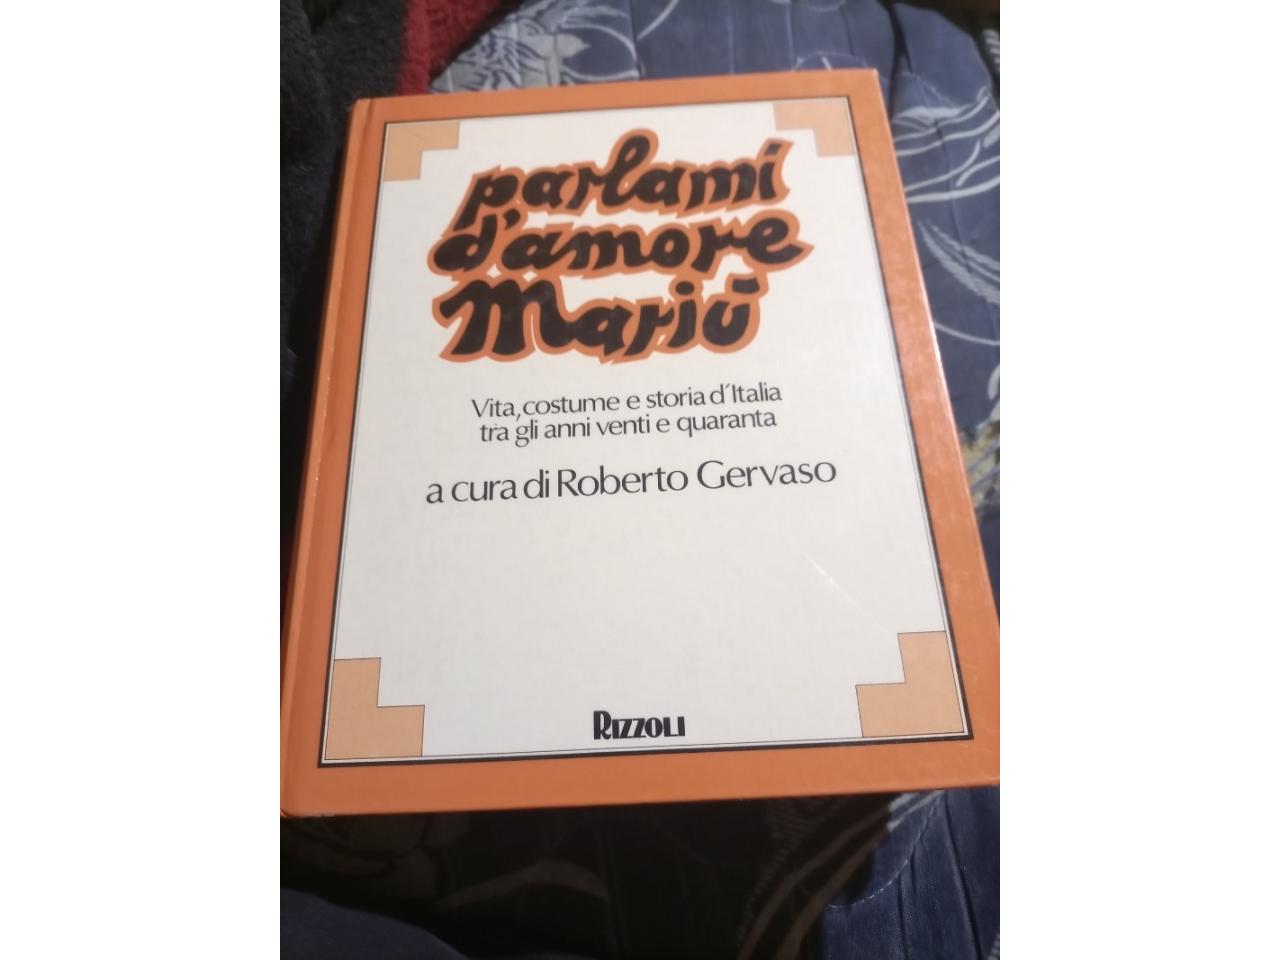 parlami
d'amore
Mariù
Vita, costume e storia d'Italia
tra gli anni venti e quaranta
a cura di Roberto Gervaso
RIZZOLI